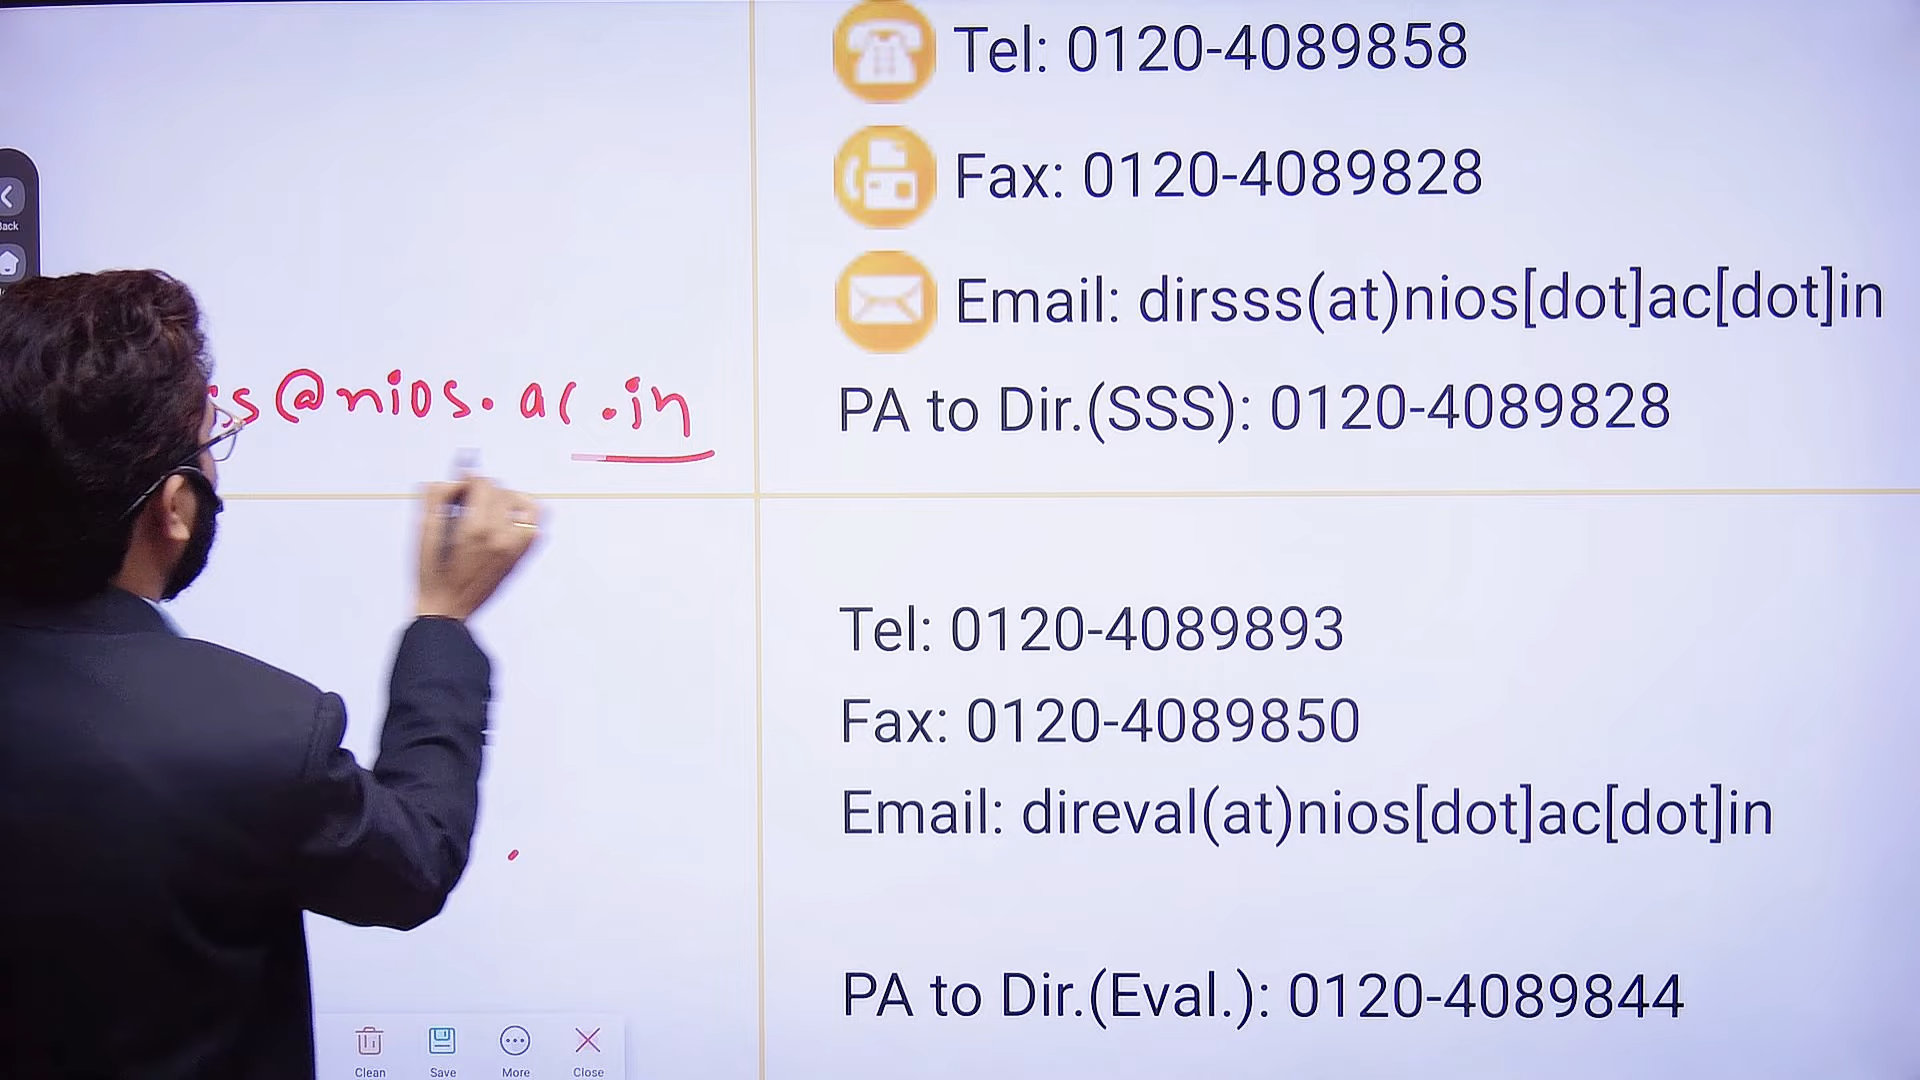 Tel: 0120-4089858
Fax: 0120-4089828
Email: dirsss(at)nios[dot]ac[dot]in
PA to Dir.(SSS): 0120-4089828
@nios.ac.in
Tel: 0120-4089893
Fax: 0120-4089850
Email: direval(at)nios[dot]ac[dot]in
PA to Dir.(Eval.): 0120-4089844
Clean Save More Close